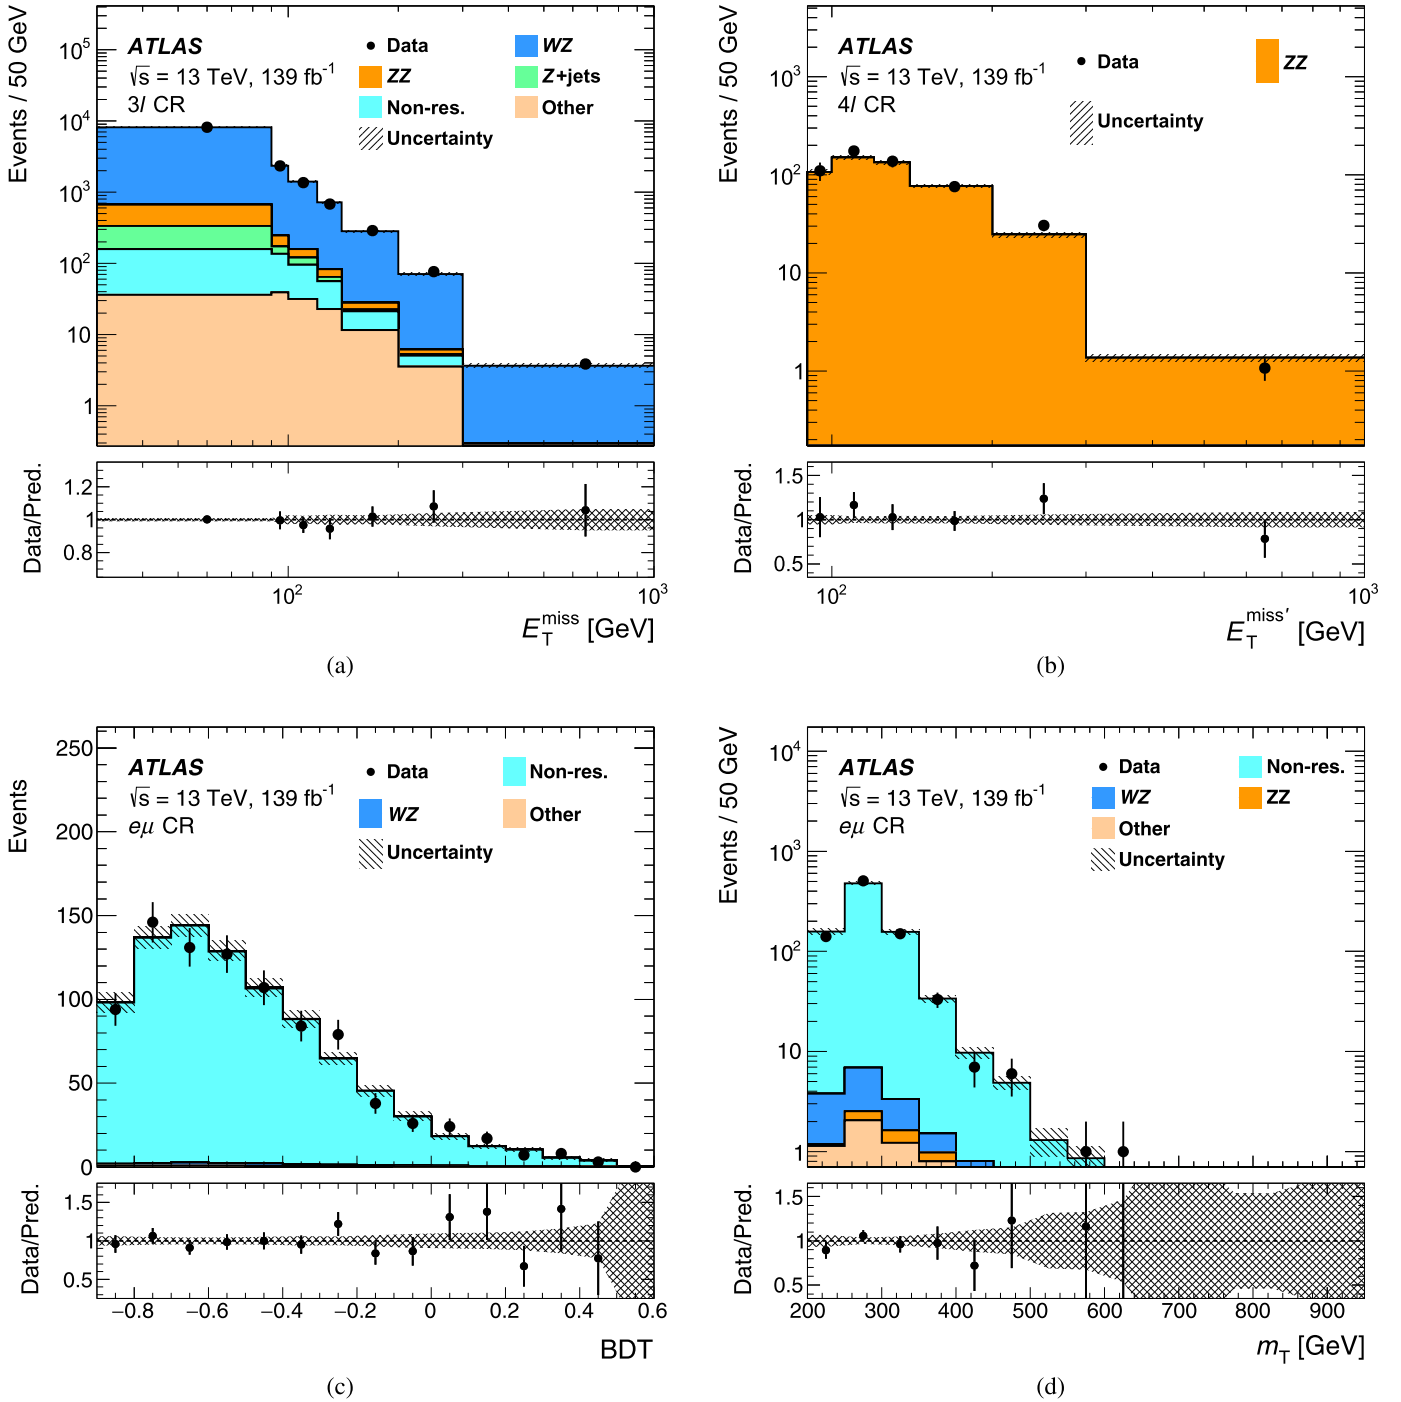 Events / 50 GeV
10^5
10^4
10^3
10^2
10
1
ATLAS
√s = 13 TeV, 139 fb^-1
3l CR
Data
WZ
ZZ
Z+jets
Non-res.
Other
Uncertainty
Data/Pred.
1.2
1
0.8
10^2
10^3
E_T^miss [GeV]
(a)
Events / 50 GeV
10^3
10^2
10
1
ATLAS
√s = 13 TeV, 139 fb^-1
4l CR
Data
ZZ
Uncertainty
Data/Pred.
1.5
1
0.5
10^2
10^3
E_T^miss′ [GeV]
(b)
Events
250
200
150
100
50
0
ATLAS
√s = 13 TeV, 139 fb^-1
eμ CR
Data
Non-res.
WZ
Other
Uncertainty
Data/Pred.
1.5
1
0.5
−0.8 −0.6 −0.4 −0.2 0 0.2 0.4 0.6
BDT
(c)
Events / 50 GeV
10^4
10^3
10^2
10
1
ATLAS
√s = 13 TeV, 139 fb^-1
eμ CR
Data
Non-res.
WZ
ZZ
Other
Uncertainty
Data/Pred.
1.5
1
0.5
200 300 400 500 600 700 800 900
m_T [GeV]
(d)